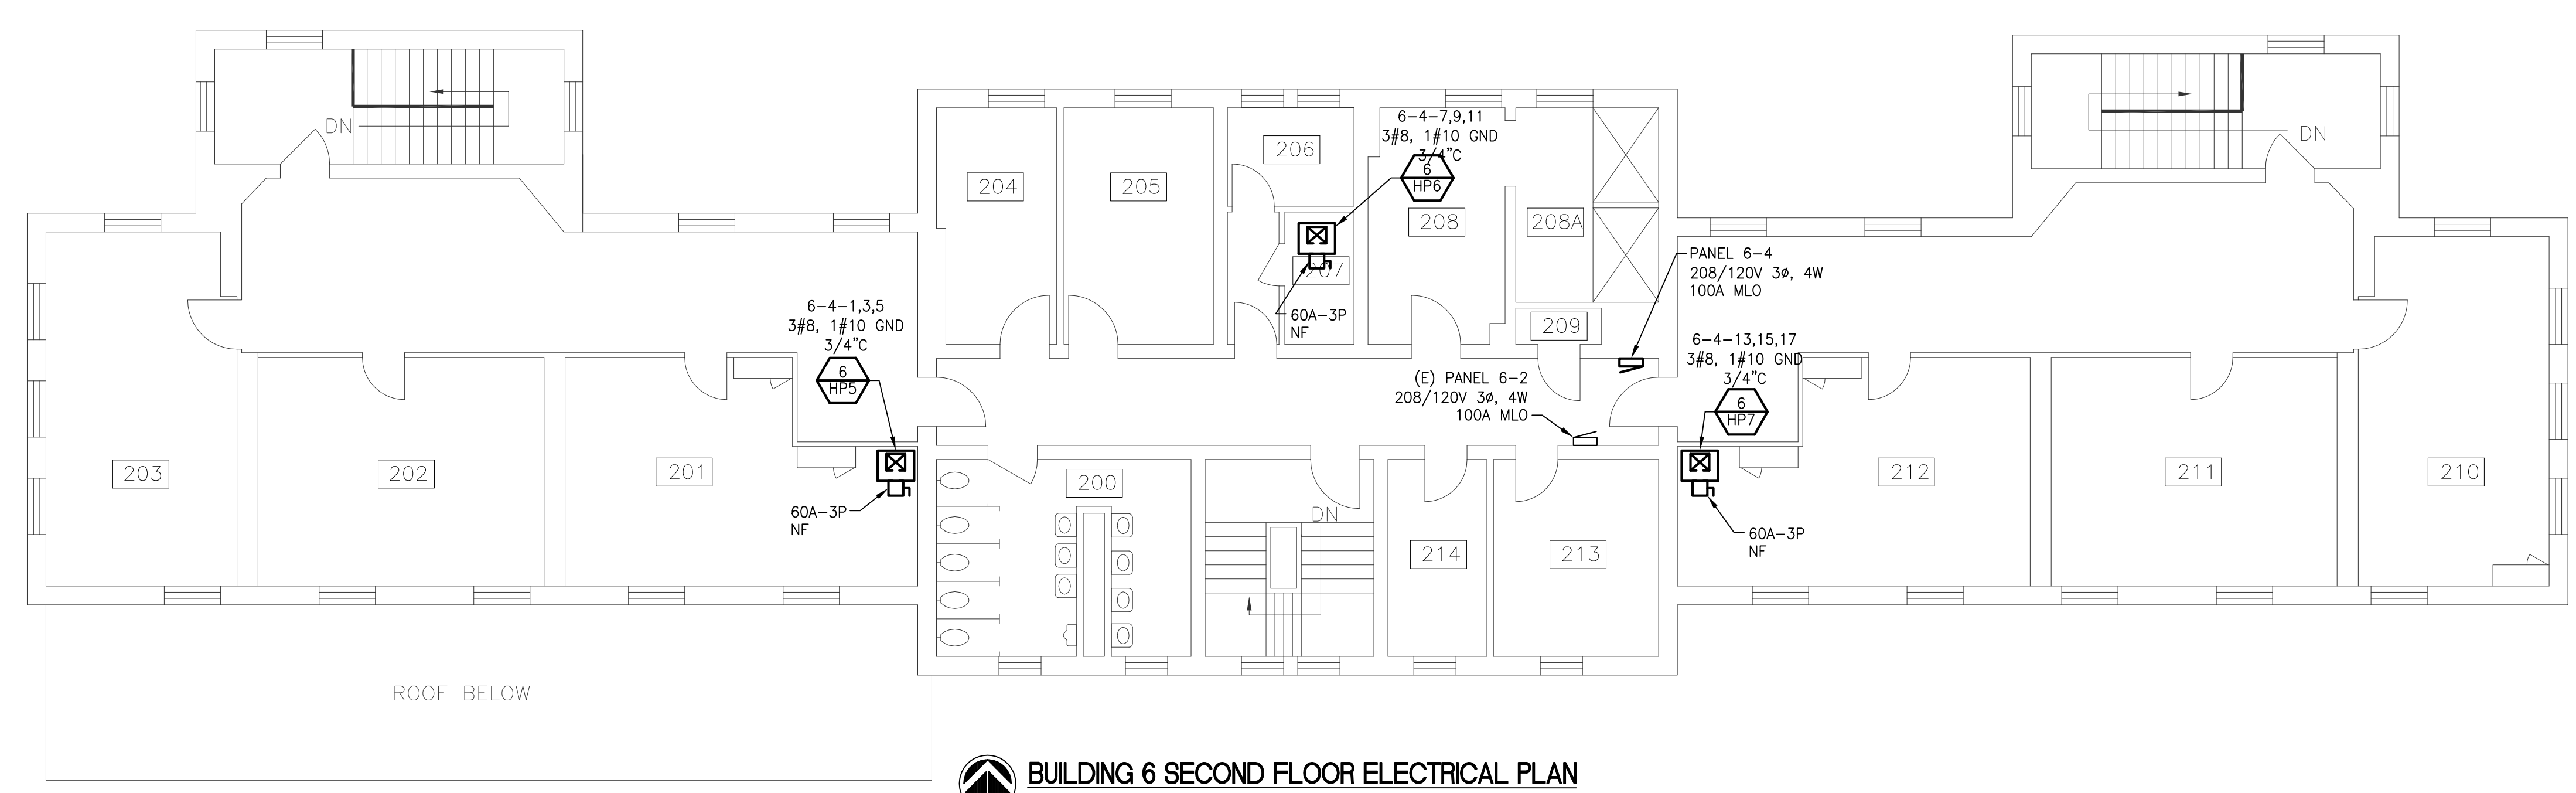 DN
DN
6-4-7,9,11
3#8, 1#10 GND
3/4"C
6
HP6
204
205
206
208
208A
207
60A-3P
NF
209
PANEL 6-4
208/120V 3ø, 4W
100A MLO
6-4-1,3,5
3#8, 1#10 GND
3/4"C
6
HP5
(E) PANEL 6-2
208/120V 3ø, 4W
100A MLO
6-4-13,15,17
3#8, 1#10 GND
3/4"C
6
HP7
203
202
201
60A-3P
NF
200
DN
214
213
60A-3P
NF
212
211
210
ROOF BELOW
BUILDING 6 SECOND FLOOR ELECTRICAL PLAN